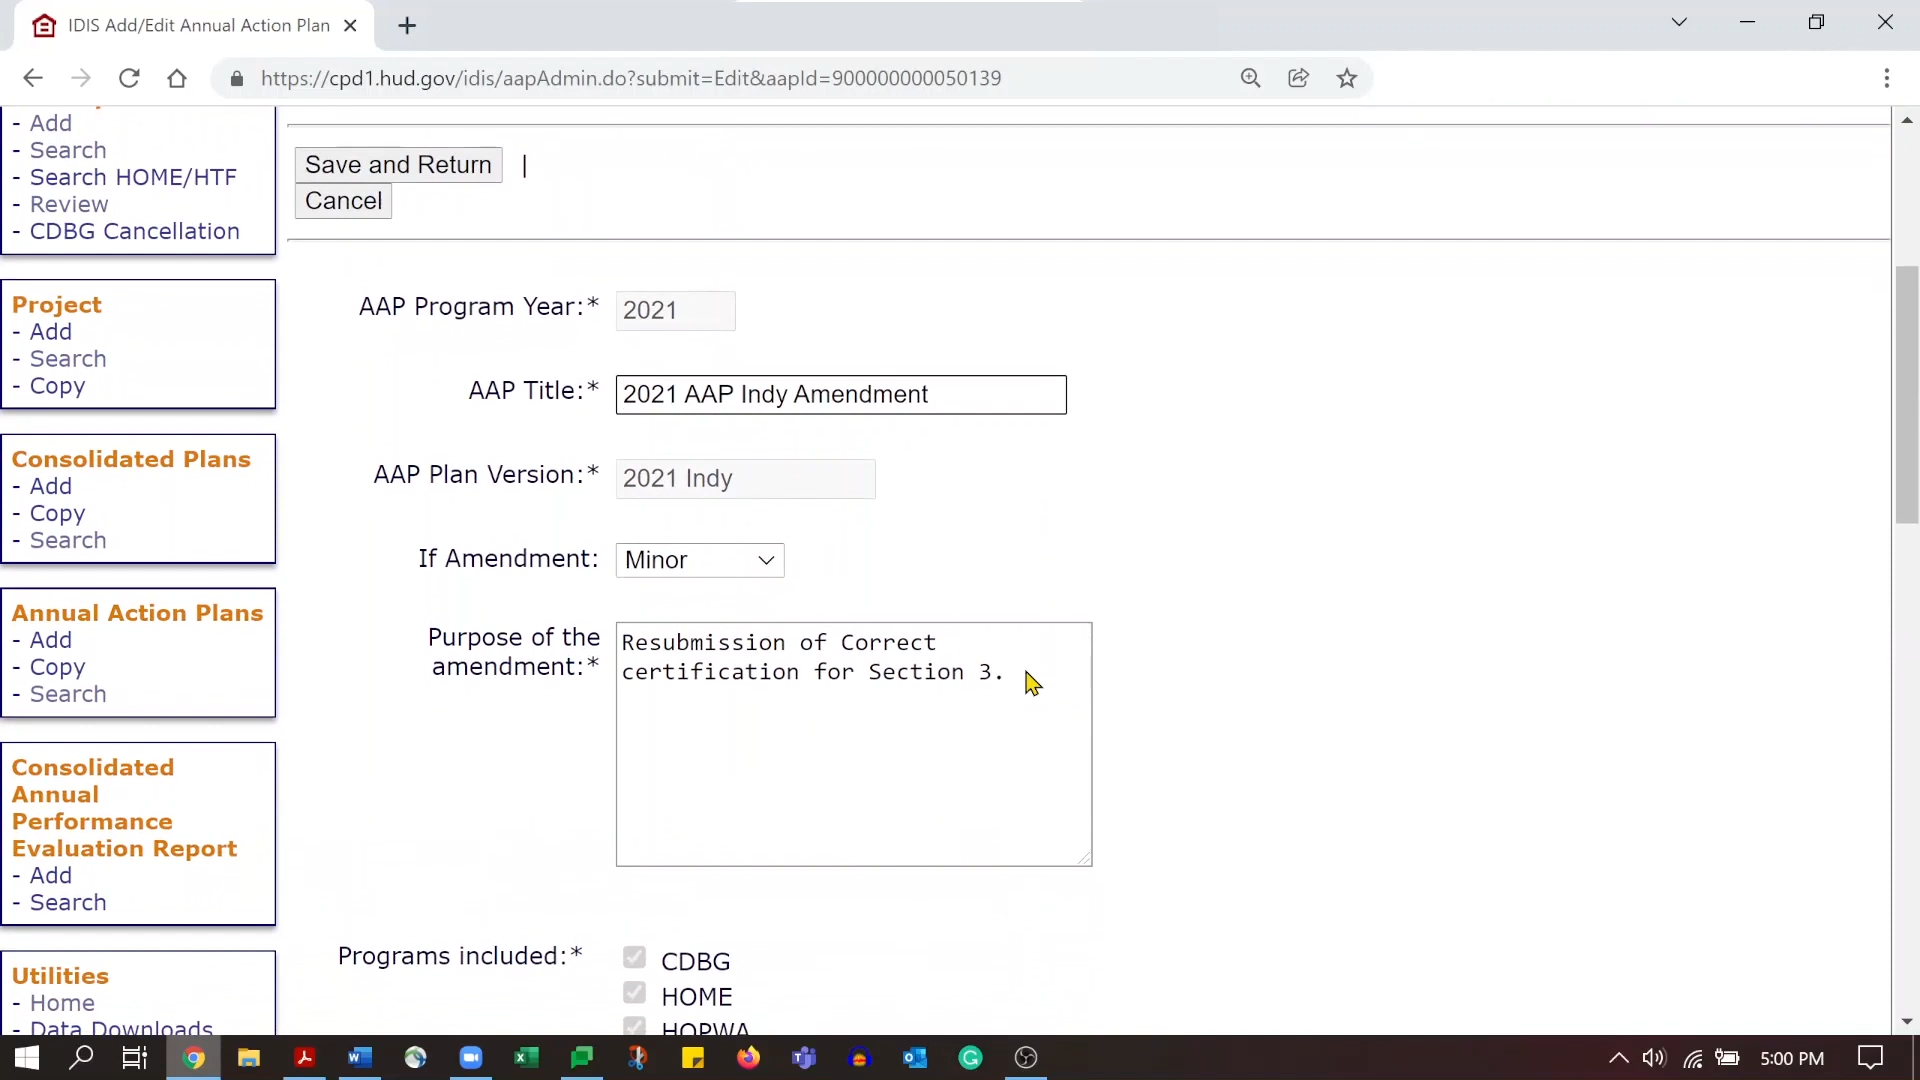 IDIS Add/Edit Annual Action Plan
https://cpd1.hud.gov/idis/aapAdmin.do?submit=Edit&aapId=900000000050139
- Add
- Search
- Search HOME/HTF
- Review
- CDBG Cancellation
Project
- Add
- Search
- Copy
Consolidated Plans
- Add
- Copy
- Search
Annual Action Plans
- Add
- Copy
- Search
Consolidated
Annual
Performance
Evaluation Report
- Add
- Search
Utilities
- Home
- Data Downloads
Save and Return |
Cancel
AAP Program Year:* 2021
AAP Title:* 2021 AAP Indy Amendment
AAP Plan Version:* 2021 Indy
If Amendment: Minor
Purpose of the
amendment:*
Resubmission of Correct
certification for Section 3.
Programs included:* CDBG
HOME
HOPWA
5:00 PM